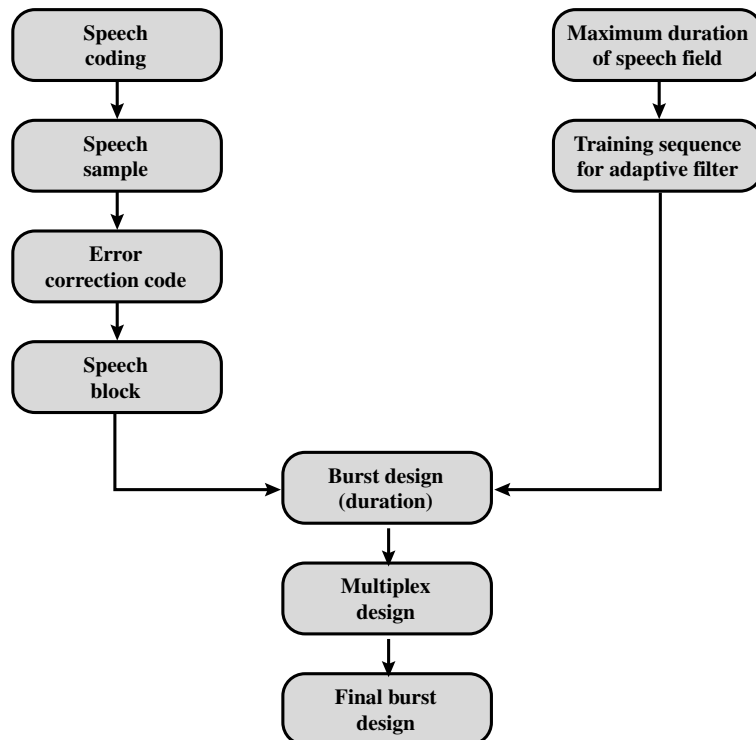 Speech
coding
Speech
sample
Error
correction code
Speech
block
Maximum duration
of speech field
Training sequence
for adaptive filter
Burst design
(duration)
Multiplex
design
Final burst
design